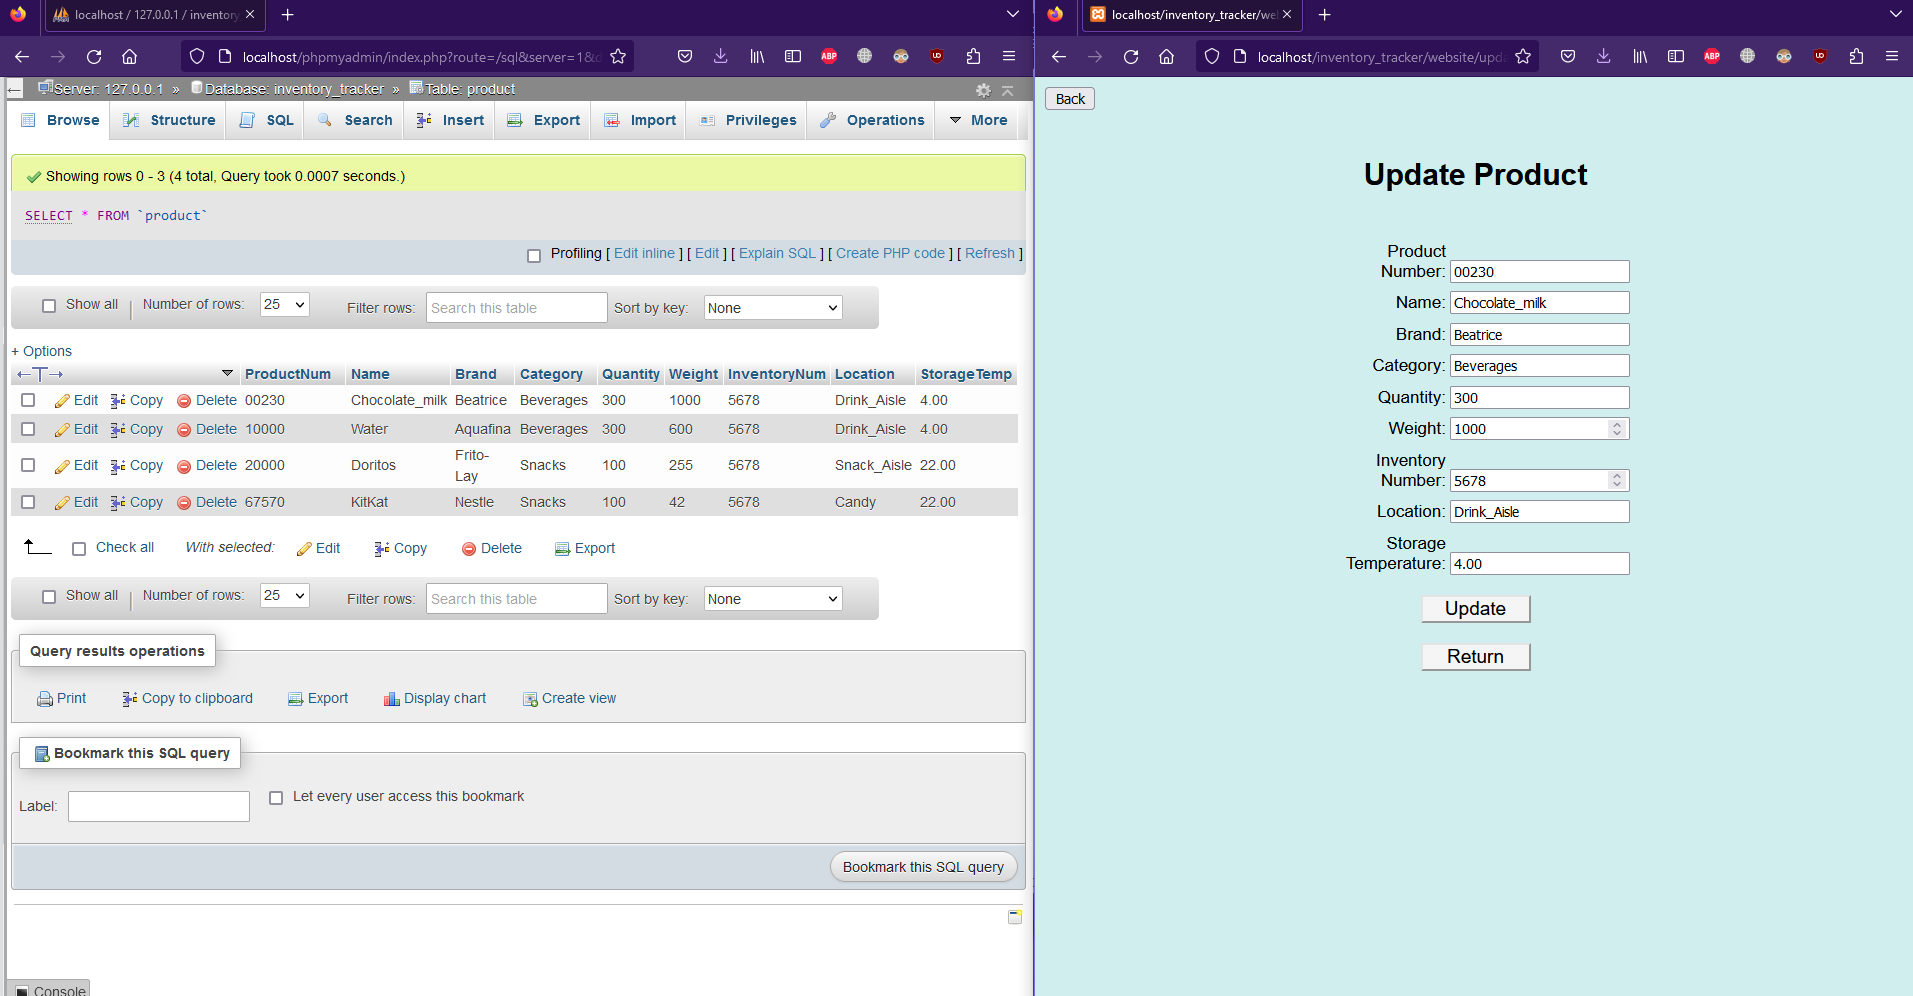 localhost / 127.0.0.1 / inventory
localhost/phpmyadmin/index.php?route=/sql&server=1&d
Server: 127.0.0.1 » Database: inventory_tracker » Table: product
Browse Structure SQL Search Insert Export Import Privileges Operations More
Showing rows 0 - 3 (4 total, Query took 0.0007 seconds.)
SELECT * FROM `product`
Profiling [ Edit inline ] [ Edit ] [ Explain SQL ] [ Create PHP code ] [ Refresh ]
Show all Number of rows: 25 Filter rows: Search this table Sort by key: None
+ Options
←T→ ProductNum Name Brand Category Quantity Weight InventoryNum Location StorageTemp
Edit Copy Delete 00230 Chocolate_milk Beatrice Beverages 300 1000 5678 Drink_Aisle 4.00
Edit Copy Delete 10000 Water Aquafina Beverages 300 600 5678 Drink_Aisle 4.00
Edit Copy Delete 20000 Doritos Frito-Lay Snacks 100 255 5678 Snack_Aisle 22.00
Edit Copy Delete 67570 KitKat Nestle Snacks 100 42 5678 Candy 22.00
Check all With selected: Edit Copy Delete Export
Show all Number of rows: 25 Filter rows: Search this table Sort by key: None
Query results operations
Print Copy to clipboard Export Display chart Create view
Bookmark this SQL query
Label: Let every user access this bookmark
Bookmark this SQL query
Console
localhost/inventory_tracker/we
localhost/inventory_tracker/website/upd
ABP
UD
ABP
UD
Back
Update Product
Product
Number: 00230
Name: Chocolate_milk
Brand: Beatrice
Category: Beverages
Quantity: 300
Weight: 1000
Inventory
Number: 5678
Location: Drink_Aisle
Storage
Temperature: 4.00
Update
Return